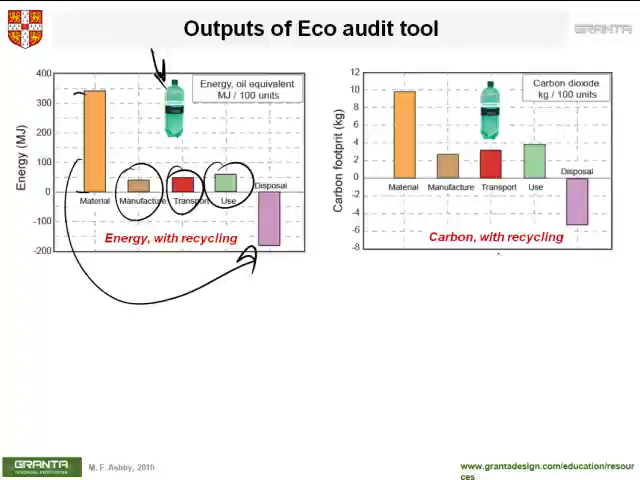 Outputs of Eco audit tool
GRANTA
Energy, oil equivalent
MJ / 100 units
Energy (MJ)
400
300
200
100
0
-100
-200
Material
Manufacture
Transport
Use
Disposal
Energy, with recycling
Carbon dioxide
kg / 100 units
Carbon footprit (kg)
12
10
8
6
4
2
0
-2
-4
-6
-8
Material
Manufacture
Transport
Use
Disposal
Carbon, with recycling
GRANTA
M. F. Ashby, 2010
www.grantadesign.com/education/resour
ces